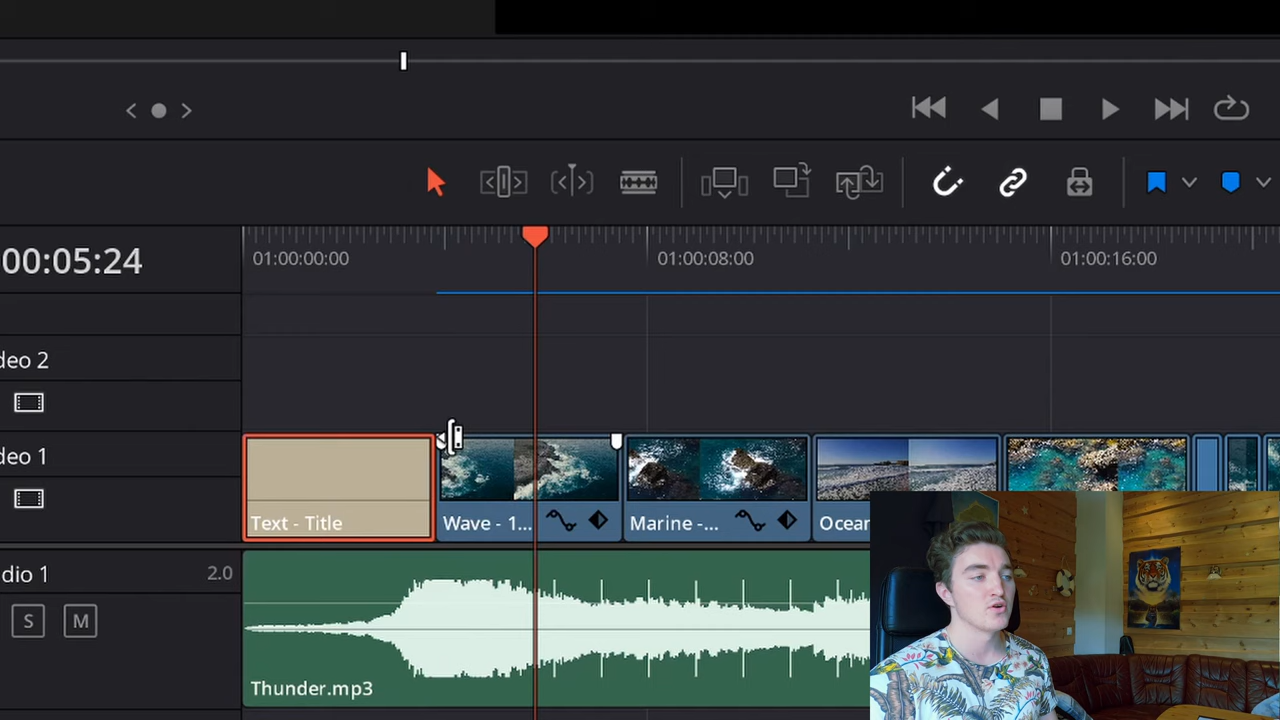 00:05:24
01:00:00:00
01:00:08:00
01:00:16:00
deo 2
deo 1
Text - Title
Wave - 1...
Marine -...
Ocean
dio 1
2.0
S
M
Thunder.mp3